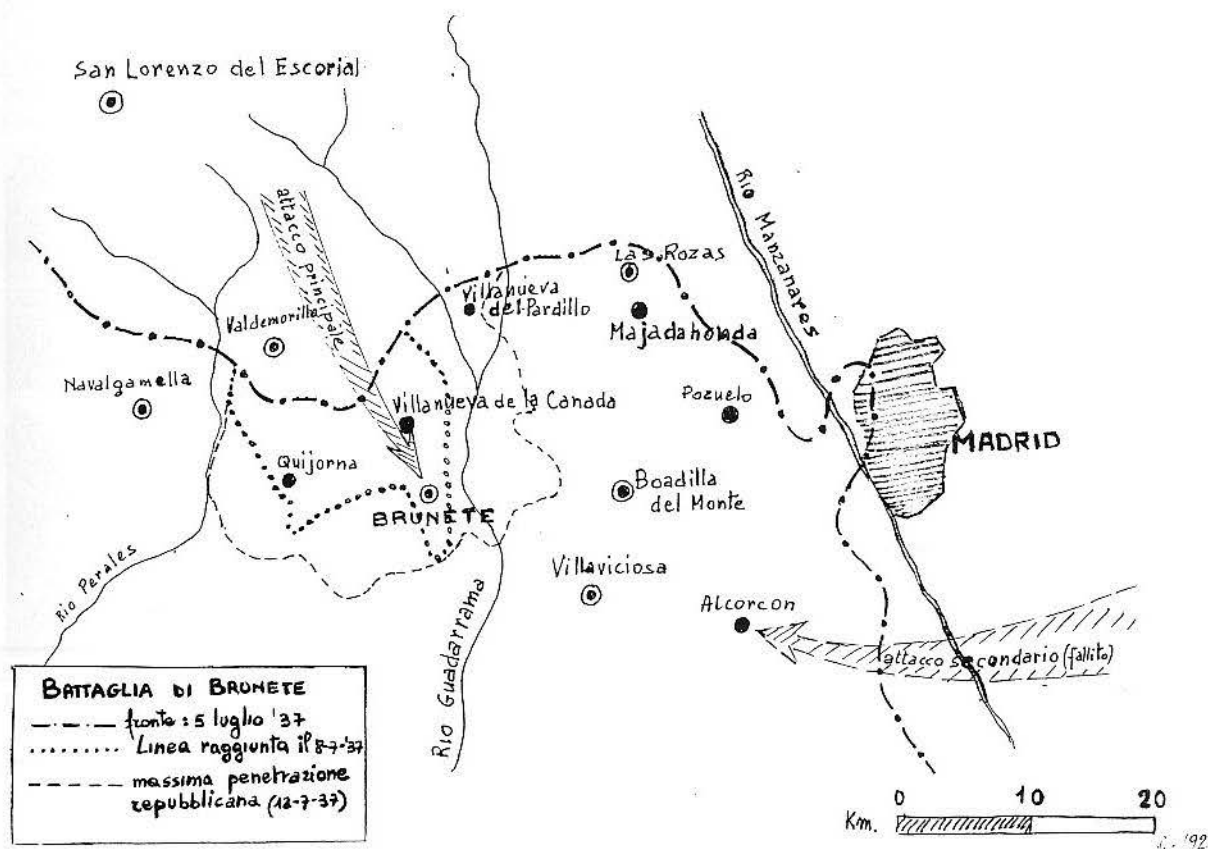 San Lorenzo del Escorial
attacco principale
Rio Manzanares
Las Rozas
Villanueva
del Pardillo
Valdemorilla
Majadahonda
Navalgamella
Villanueva de la Canada
Pozuelo
MADRID
Quijorna
Boadilla
del Monte
BRUNETE
Rio Perales
Villaviciosa
Alcorcon
Rio Guadarrama
attacco secondario (fallito)
BATTAGLIA DI BRUNETE
fronte: 5 luglio '37
Linea raggiunta il 8-7-'37
massima penetrazione
repubblicana (12-7-37)
0 10 20
Km.